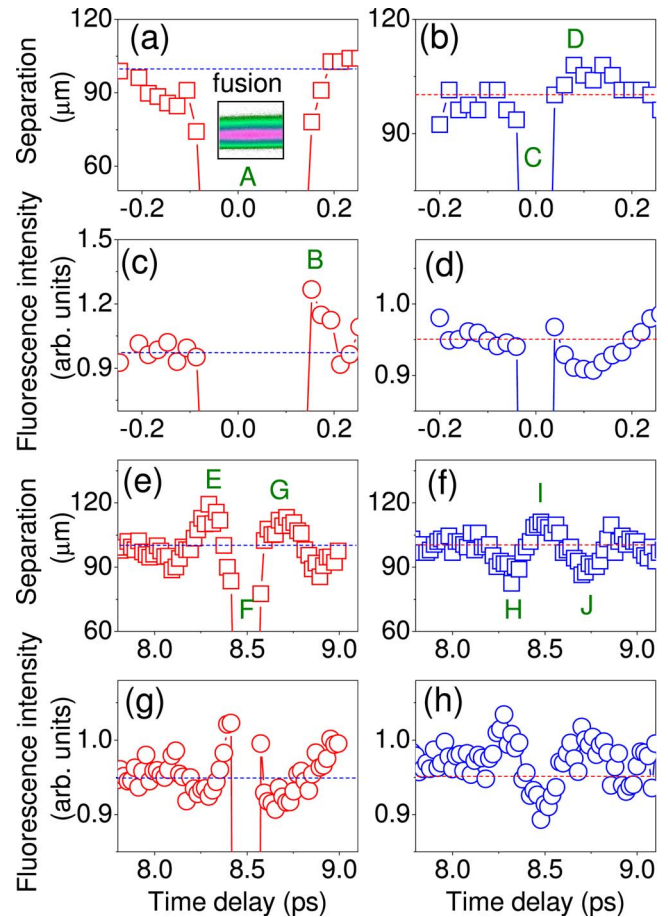 (a)
fusion
A
120
90
60
-0.2
0.0
0.2
Separation
(μm)
(b)
D
C
120
90
-0.2
0.0
0.2
(c)
B
1.5
1.2
0.9
-0.2
0.0
0.2
Fluorescence intensity
(arb. units)
(d)
1.0
0.9
-0.2
0.0
0.2
(e)
E
G
F
120
90
60
8.0
8.5
9.0
Separation
(μm)
(f)
I
H
J
120
90
60
8.0
8.5
9.0
(g)
1.0
0.9
8.0
8.5
9.0
Fluorescence intensity
(arb. units)
Time delay (ps)
(h)
1.0
0.9
8.0
8.5
9.0
Time delay (ps)